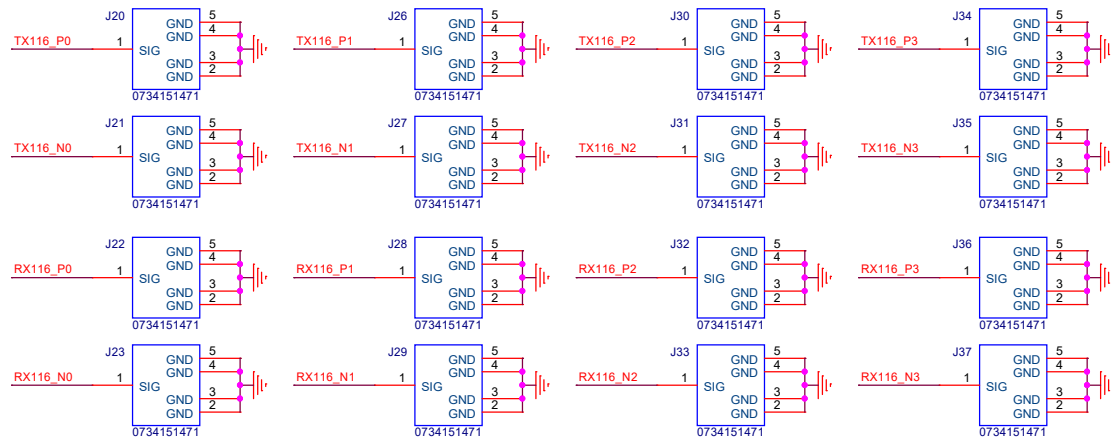 J20 GND 5 J26 GND 5 J30 GND 5 J34 GND 5
GND 4 GND 4 GND 4 GND 4
TX116_P0 1 SIG TX116_P1 1 SIG TX116_P2 1 SIG TX116_P3 1 SIG
GND 3 GND 3 GND 3 GND 3
GND 2 GND 2 GND 2 GND 2
0734151471 0734151471 0734151471 0734151471
J21 GND 5 J27 GND 5 J31 GND 5 J35 GND 5
GND 4 GND 4 GND 4 GND 4
TX116_N0 1 SIG TX116_N1 1 SIG TX116_N2 1 SIG TX116_N3 1 SIG
GND 3 GND 3 GND 3 GND 3
GND 2 GND 2 GND 2 GND 2
0734151471 0734151471 0734151471 0734151471
J22 GND 5 J28 GND 5 J32 GND 5 J36 GND 5
GND 4 GND 4 GND 4 GND 4
RX116_P0 1 SIG RX116_P1 1 SIG RX116_P2 1 SIG RX116_P3 1 SIG
GND 3 GND 3 GND 3 GND 3
GND 2 GND 2 GND 2 GND 2
0734151471 0734151471 0734151471 0734151471
J23 GND 5 J29 GND 5 J33 GND 5 J37 GND 5
GND 4 GND 4 GND 4 GND 4
RX116_N0 1 SIG RX116_N1 1 SIG RX116_N2 1 SIG RX116_N3 1 SIG
GND 3 GND 3 GND 3 GND 3
GND 2 GND 2 GND 2 GND 2
0734151471 0734151471 0734151471 0734151471